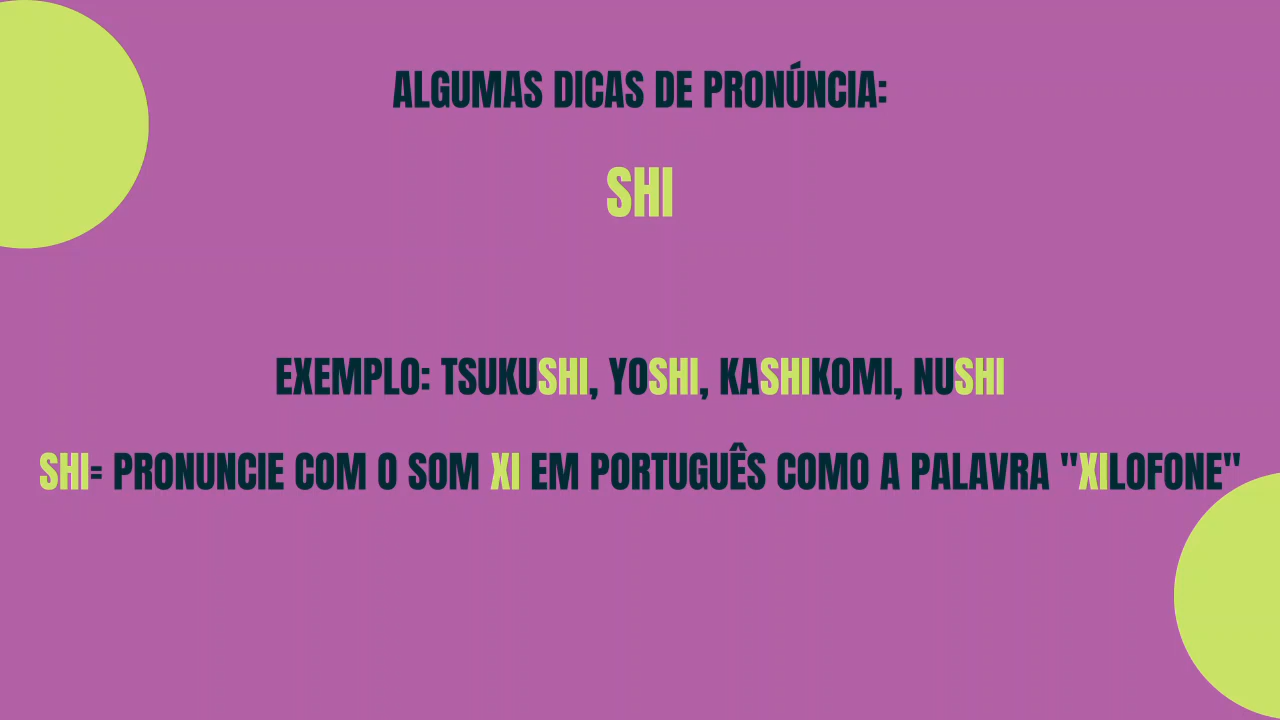 ALGUMAS DICAS DE PRONÚNCIA:
SHI
EXEMPLO: TSUKUSHI, YOSHI, KASHIKOMI, NUSHI
SHI= PRONUNCIE COM O SOM XI EM PORTUGUÊS COMO A PALAVRA "XILOFONE"